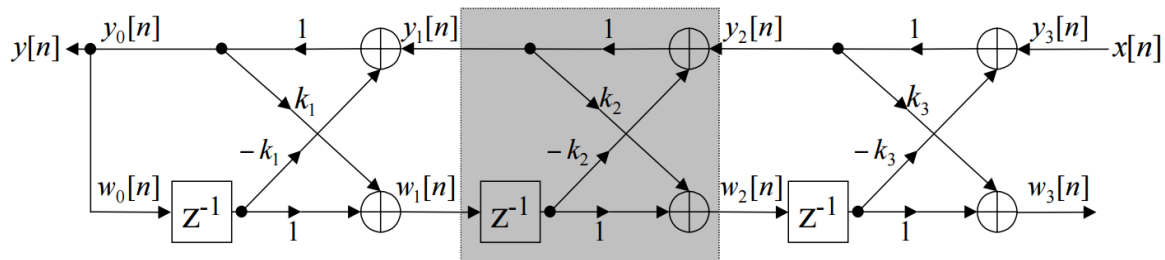 y[n] y₀[n] 1 y₁[n] 1 y₂[n] 1 y₃[n] x[n]
k₁ k₂ k₃
−k₁ −k₂ −k₃
w₀[n] z⁻¹ 1 w₁[n] z⁻¹ 1 w₂[n] z⁻¹ 1 w₃[n]